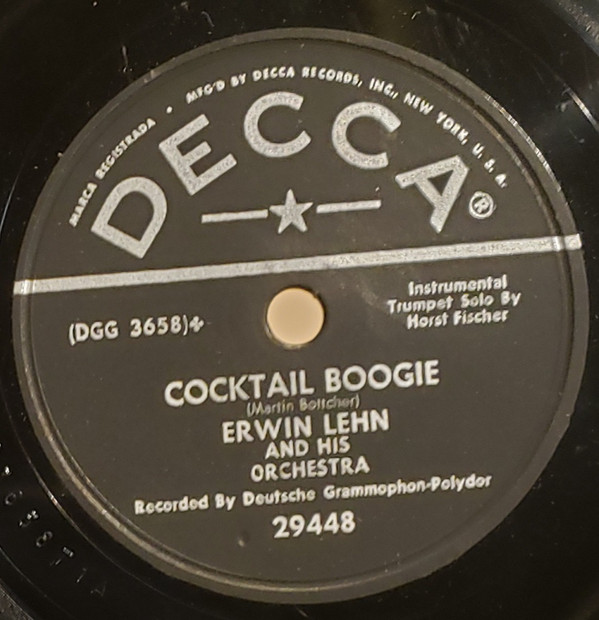 MARCA REGISTRADA • MFG'D BY DECCA RECORDS, INC., NEW YORK, U. S. A.
DECCA®
(DGG 3658)✤
Instrumental
Trumpet Solo By
Horst Fischer
COCKTAIL BOOGIE
(Martin Bottcher)
ERWIN LEHN
AND HIS
ORCHESTRA
Recorded By Deutsche Grammophon-Polydor
29448